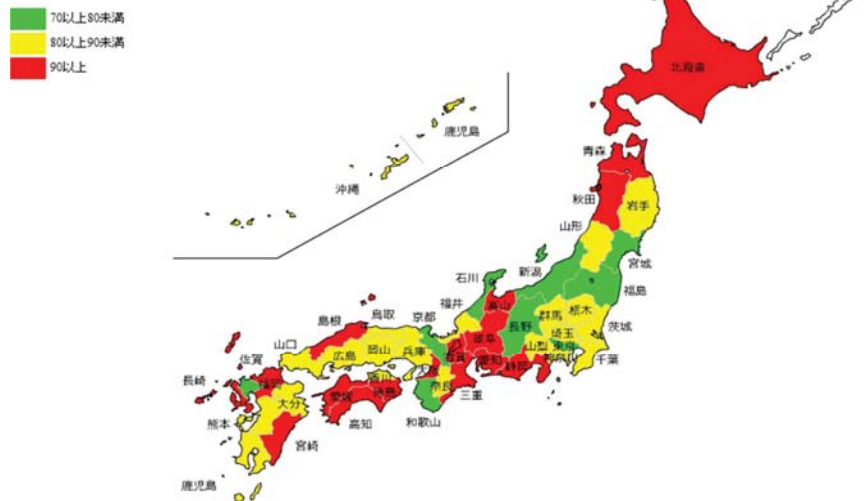 70以上80未満
80以上90未満
90以上
北海道
鹿児島
青森
沖縄
秋田
岩手
山形
宮城
石川
新潟
福島
富山
福井
群馬
栃木
鳥取
京都
長野
島根
埼玉
茨城
岐阜
山口
岡山
兵庫
滋賀
山梨
東京
広島
愛知
静岡
神奈川
千葉
佐賀
大阪
長崎
福岡
香川
奈良
三重
愛媛
徳島
大分
熊本
高知
和歌山
宮崎
鹿児島